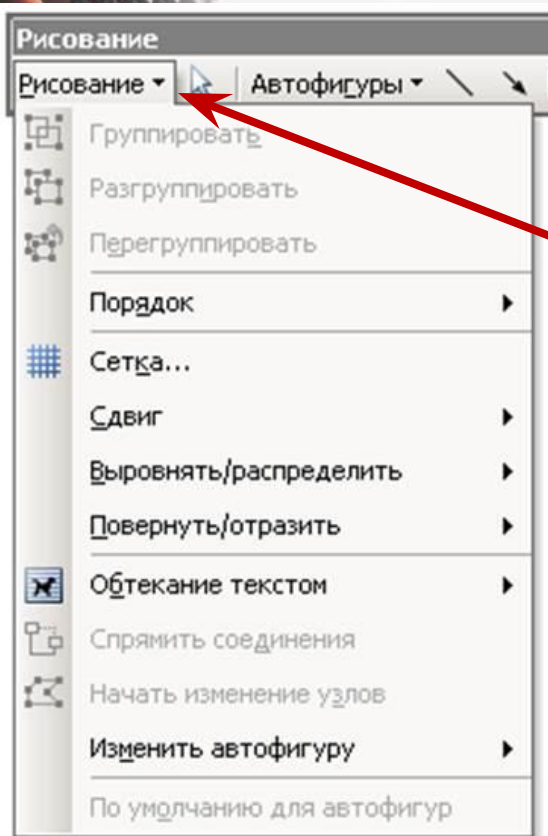 Рисование
Рисование Автофигуры
Группировать
Разгруппировать
Перегруппировать
Порядок
Сетка...
Сдвиг
Выровнять/распределить
Повернуть/отразить
Обтекание текстом
Спрямить соединения
Начать изменение узлов
Изменить автофигуру
По умолчанию для автофигур